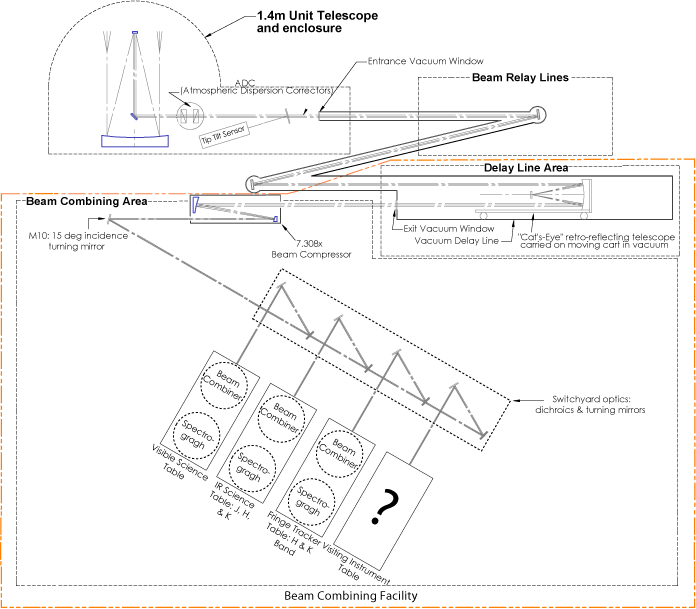 1.4m Unit Telescope
and enclosure
Entrance Vacuum Window
Beam Relay Lines
ADC
(Atmospheric Dispersion Correctors)
Tip Tilt Sensor
Delay Line Area
Beam Combining Area
M10: 15 deg incidence
turning mirror
7.308x
Beam Compressor
Exit Vacuum Window
Vacuum Delay Line
"Cat's-Eye" retro-reflecting telescope
carried on moving cart in vacuum
Switchyard optics:
dichroics & turning mirrors
Beam
Combiner
Spectro-
gragh
Visible Science
Table
Beam
Combiner
Spectro-
gragh
IR Science
Table: J, H,
& K
Beam
Combiner
Spectro-
gragh
Fringe Tracker
Table: H & K
Band
?
Visiting Instrument
Table
Beam Combining Facility